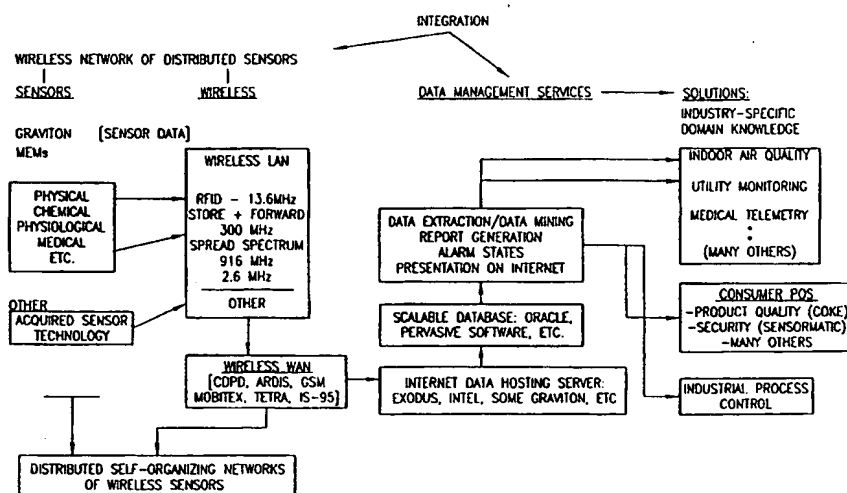 INTEGRATION
WIRELESS NETWORK OF DISTRIBUTED SENSORS
SENSORS
WIRELESS
DATA MANAGEMENT SERVICES
SOLUTIONS:
INDUSTRY-SPECIFIC
DOMAIN KNOWLEDGE
GRAVITON [SENSOR DATA]
MEMs
PHYSICAL
CHEMICAL
PHYSIOLOGICAL
MEDICAL
ETC.
OTHER
ACQUIRED SENSOR
TECHNOLOGY
WIRELESS LAN
RFID - 13.6MHz
STORE + FORWARD
300 MHz
SPREAD SPECTRUM
916 MHz
2.6 MHz
OTHER
WIRELESS WAN
[CDPD, ARDIS, GSM
MOBITEX, TETRA, IS-95]
DISTRIBUTED SELF-ORGANIZING NETWORKS
OF WIRELESS SENSORS
DATA EXTRACTION/DATA MINING
REPORT GENERATION
ALARM STATES
PRESENTATION ON INTERNET
SCALABLE DATABASE: ORACLE,
PERVASIVE SOFTWARE, ETC.
INTERNET DATA HOSTING SERVER:
EXODUS, INTEL, SOME GRAVITON, ETC
INDOOR AIR QUALITY
UTILITY MONITORING
MEDICAL TELEMETRY
(MANY OTHERS)
CONSUMER POS
-PRODUCT QUALITY (COKE)
-SECURITY (SENSORMATIC)
-MANY OTHERS
INDUSTRIAL PROCESS
CONTROL